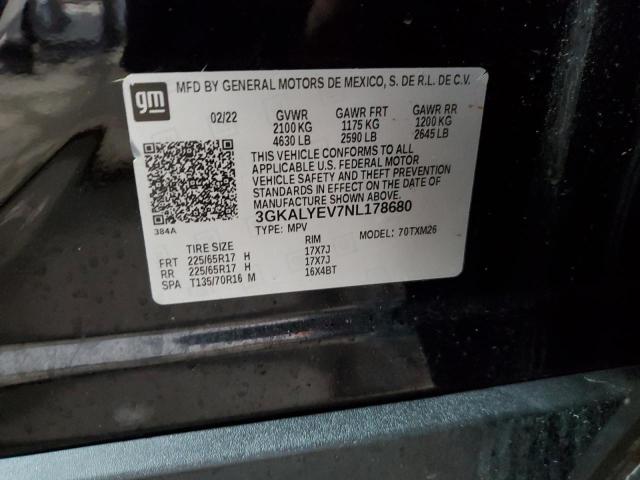 gm
MFD BY GENERAL MOTORS DE MEXICO, S. DE R.L. DE C.V.
02/22 GVWR GAWR FRT GAWR RR
2100 KG 1175 KG 1200 KG
4630 LB 2590 LB 2645 LB
THIS VEHICLE CONFORMS TO ALL
APPLICABLE U.S. FEDERAL MOTOR
VEHICLE SAFETY AND THEFT PREVENTION
STANDARDS IN EFFECT ON THE DATE OF
MANUFACTURE SHOWN ABOVE.
384A
3GKALYEV7NL178680
TYPE: MPV MODEL: 70TXM26
TIRE SIZE RIM
FRT 225/65R17 H 17X7J
RR 225/65R17 H 17X7J
SPA T135/70R16 M 16X4BT